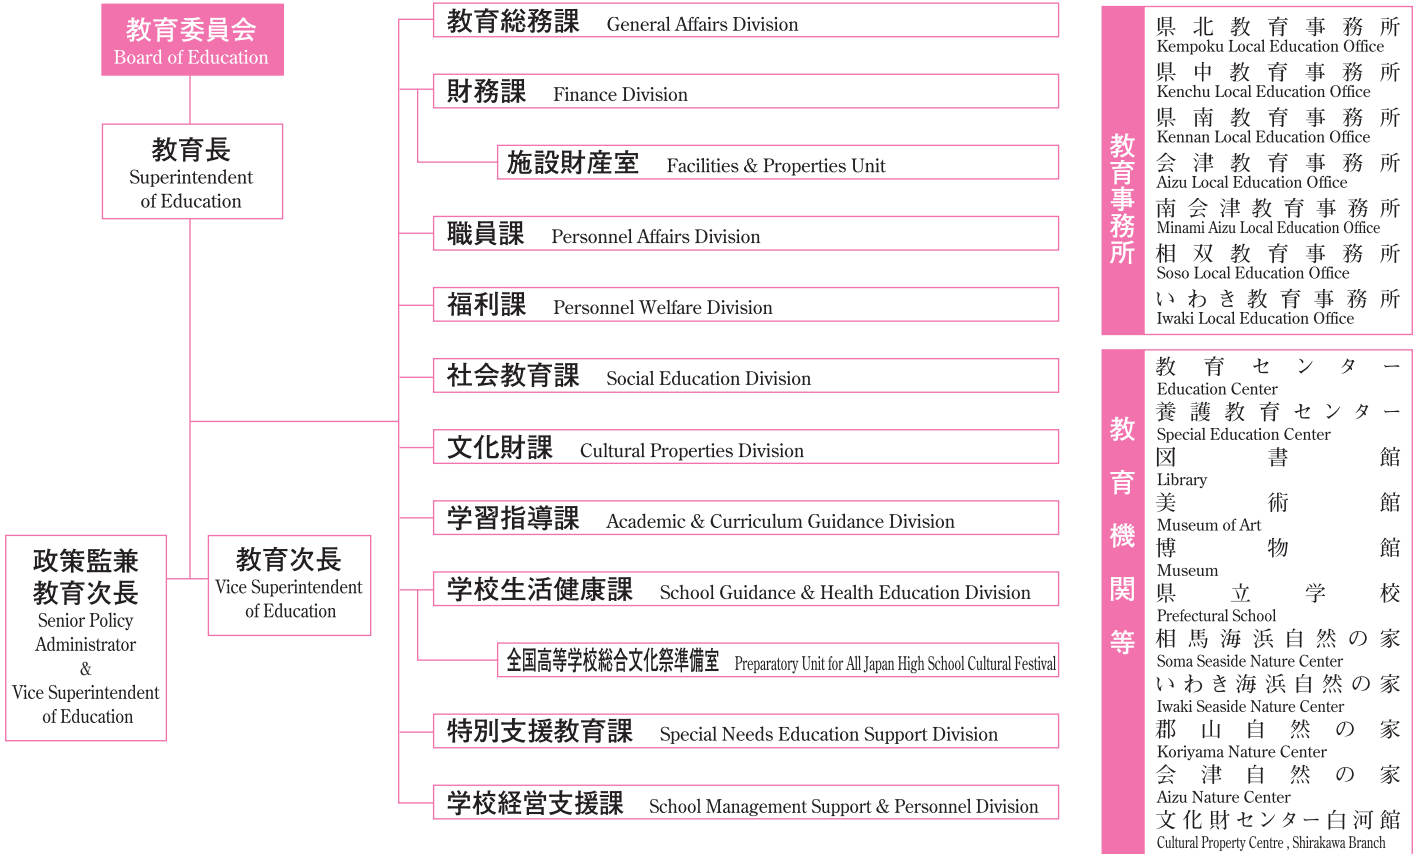 教育委員会
Board of Education
教育長
Superintendent
of Education
政策監兼
教育次長
Senior Policy
Administrator
&
Vice Superintendent
of Education
教育次長
Vice Superintendent
of Education
教育総務課 General Affairs Division
財務課 Finance Division
施設財産室 Facilities & Properties Unit
職員課 Personnel Affairs Division
福利課 Personnel Welfare Division
社会教育課 Social Education Division
文化財課 Cultural Properties Division
学習指導課 Academic & Curriculum Guidance Division
学校生活健康課 School Guidance & Health Education Division
全国高等学校総合文化祭準備室 Preparatory Unit for All Japan High School Cultural Festival
特別支援教育課 Special Needs Education Support Division
学校経営支援課 School Management Support & Personnel Division
教育事務所
県北教育事務所
Kempoku Local Education Office
県中教育事務所
Kenchu Local Education Office
県南教育事務所
Kennan Local Education Office
会津教育事務所
Aizu Local Education Office
南会津教育事務所
Minami Aizu Local Education Office
相双教育事務所
Soso Local Education Office
いわき教育事務所
Iwaki Local Education Office
教育機関等
教育センター
Education Center
養護教育センター
Special Education Center
図書館
Library
美術館
Museum of Art
博物館
Museum
県立学校
Prefectural School
相馬海浜自然の家
Soma Seaside Nature Center
いわき海浜自然の家
Iwaki Seaside Nature Center
郡山自然の家
Koriyama Nature Center
会津自然の家
Aizu Nature Center
文化財センター白河館
Cultural Property Centre , Shirakawa Branch